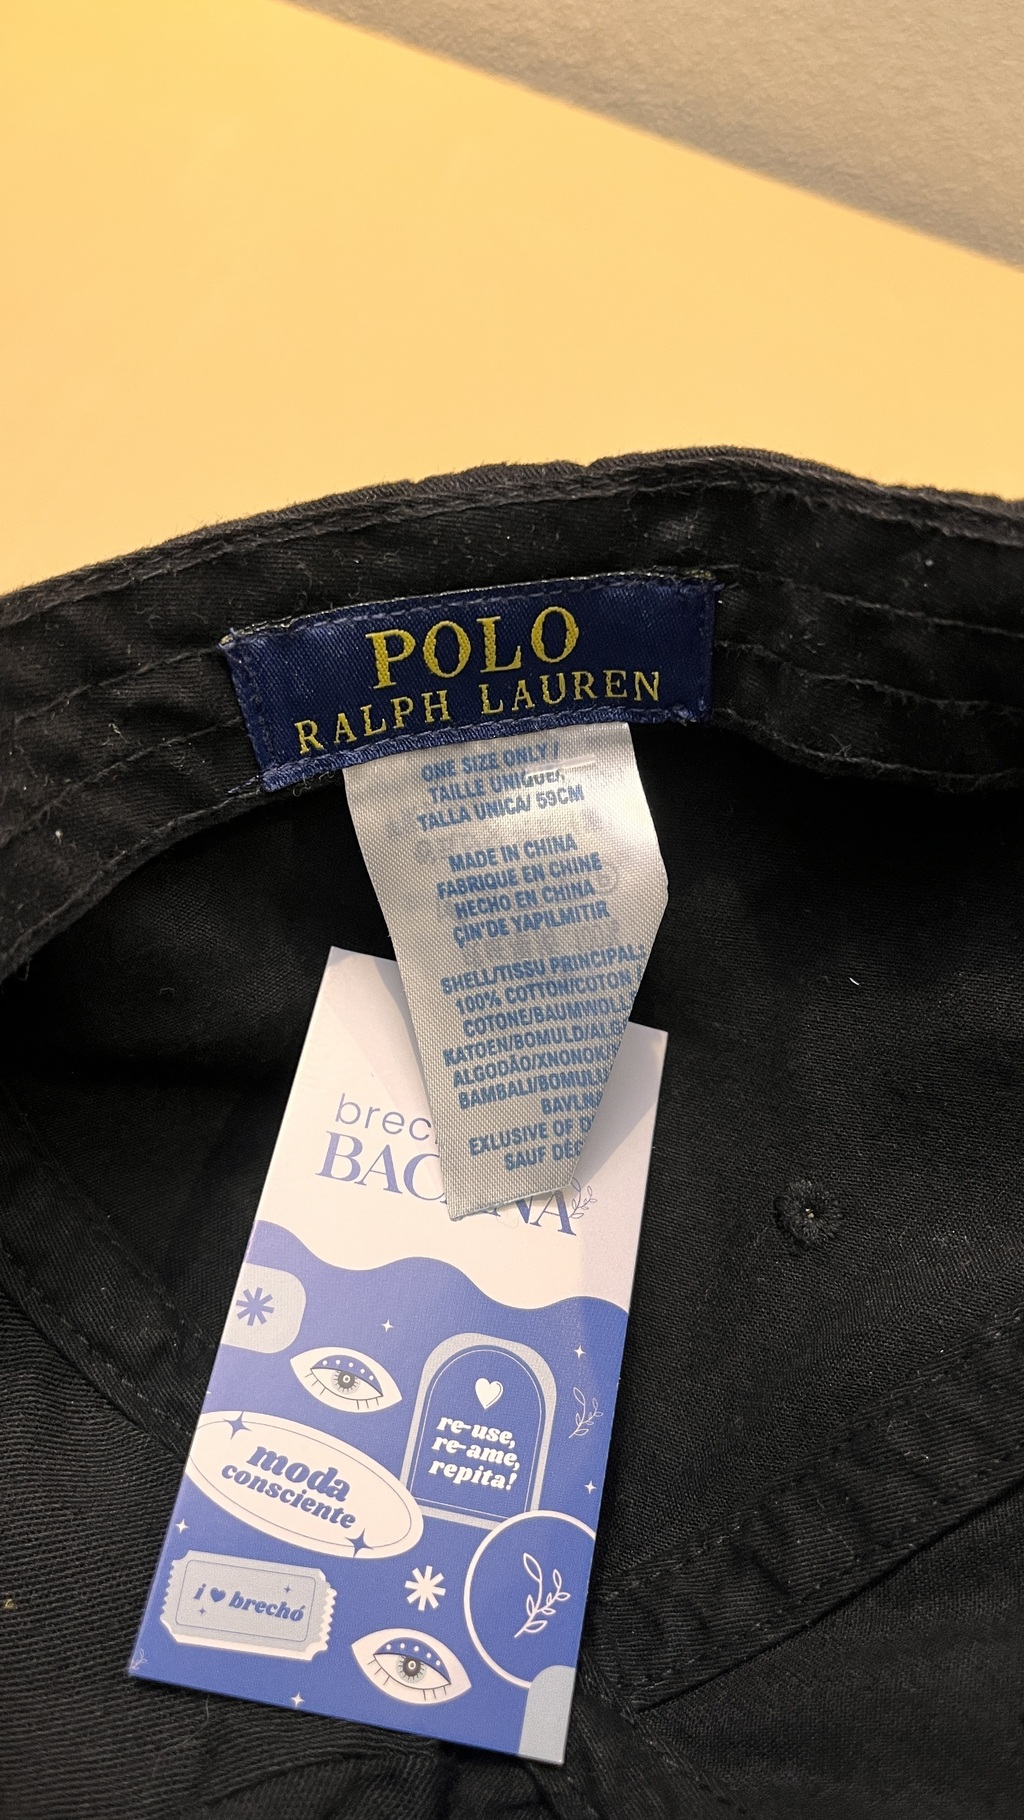 POLO
RALPH LAUREN
ONE SIZE ONLY /
TAILLE UNIQUE/
TALLA UNICA/ 59CM
MADE IN CHINA
FABRIQUE EN CHINE
HECHO EN CHINA
ÇIN'DE YAPILMITIR
SHELL/TISSU PRINCIPAL:
100% COTTON/COTON/
COTONE/BAUMWOLL
KATOEN/BOMULD/ALG
ALGODÃO/XNONOK/
BAMBALI/BOMULL
BAVLNA
EXLUSIVE OF D
SAUF DÉC
brec
BAC NA
re-use,
re-ame,
repita!
moda
consciente
i ♥ brechó